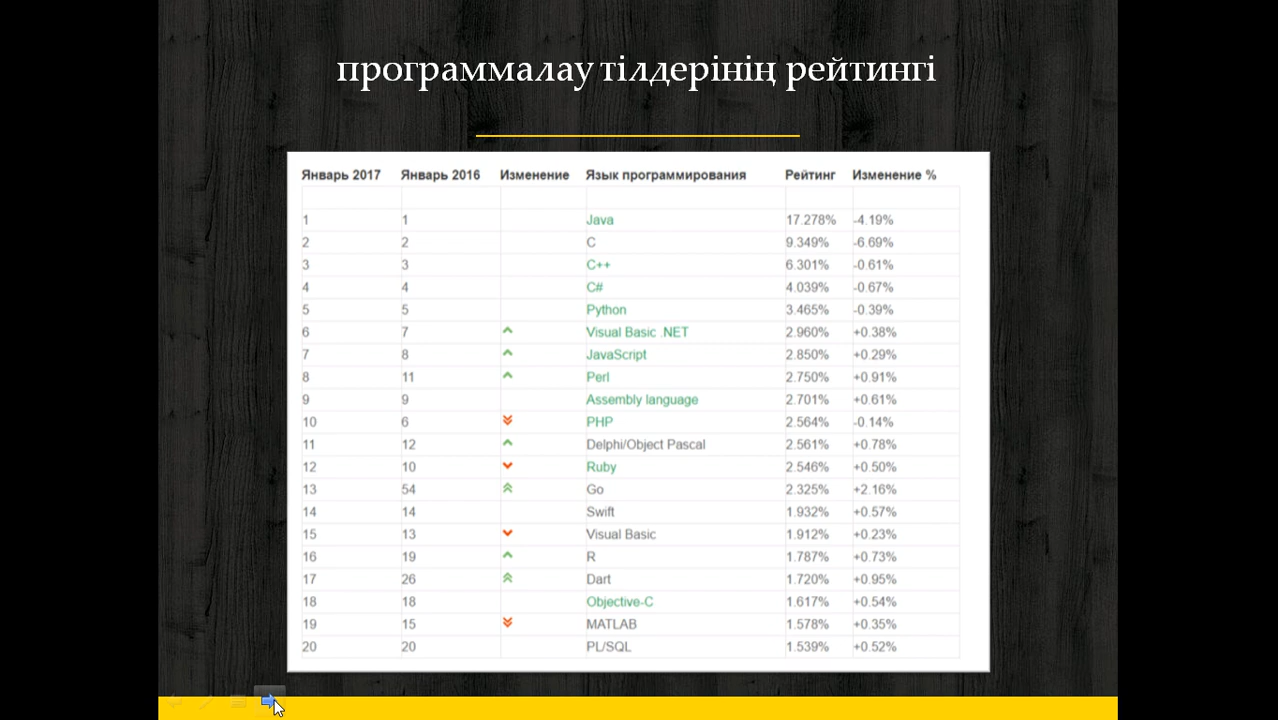 программалау тілдерінің рейтингі
Январь 2017 Январь 2016 Изменение Язык программирования Рейтинг Изменение %
1 1 Java 17.278% -4.19%
2 2 C 9.349% -6.69%
3 3 C++ 6.301% -0.61%
4 4 C# 4.039% -0.67%
5 5 Python 3.465% -0.39%
6 7 Visual Basic .NET 2.960% +0.38%
7 8 JavaScript 2.850% +0.29%
8 11 Perl 2.750% +0.91%
9 9 Assembly language 2.701% +0.61%
10 6 PHP 2.564% -0.14%
11 12 Delphi/Object Pascal 2.561% +0.78%
12 10 Ruby 2.546% +0.50%
13 54 Go 2.325% +2.16%
14 14 Swift 1.932% +0.57%
15 13 Visual Basic 1.912% +0.23%
16 19 R 1.787% +0.73%
17 26 Dart 1.720% +0.95%
18 18 Objective-C 1.617% +0.54%
19 15 MATLAB 1.578% +0.35%
20 20 PL/SQL 1.539% +0.52%